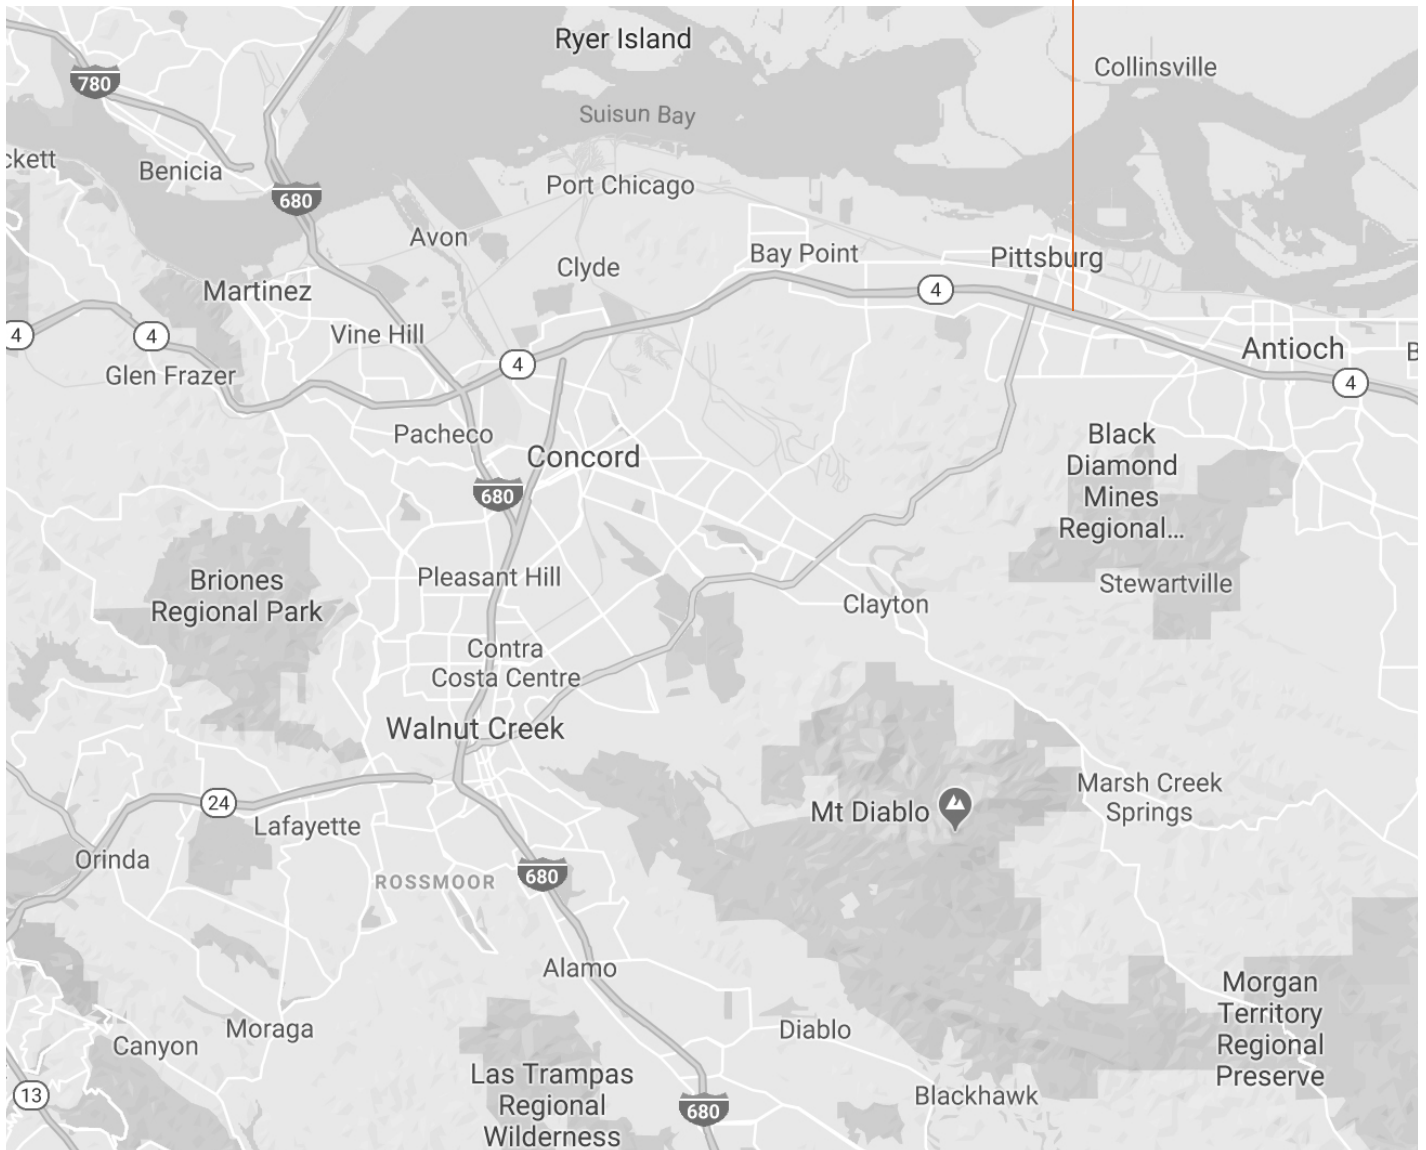 Ryer Island
Collinsville
780
Suisun Bay
ckett
Benicia
680
Port Chicago
Avon
Clyde
Bay Point
Pittsburg
Martinez
4
4
4
Vine Hill
4
Glen Frazer
Antioch
B
4
Pacheco
Concord
680
Black
Diamond
Mines
Regional...
Briones
Regional Park
Pleasant Hill
Stewartville
Clayton
Contra
Costa Centre
Walnut Creek
24
Lafayette
Mt Diablo
Marsh Creek
Springs
Orinda
ROSSMOOR
680
Alamo
Morgan
Territory
Regional
Preserve
Moraga
Canyon
Diablo
Las Trampas
Regional
Wilderness
13
680
Blackhawk